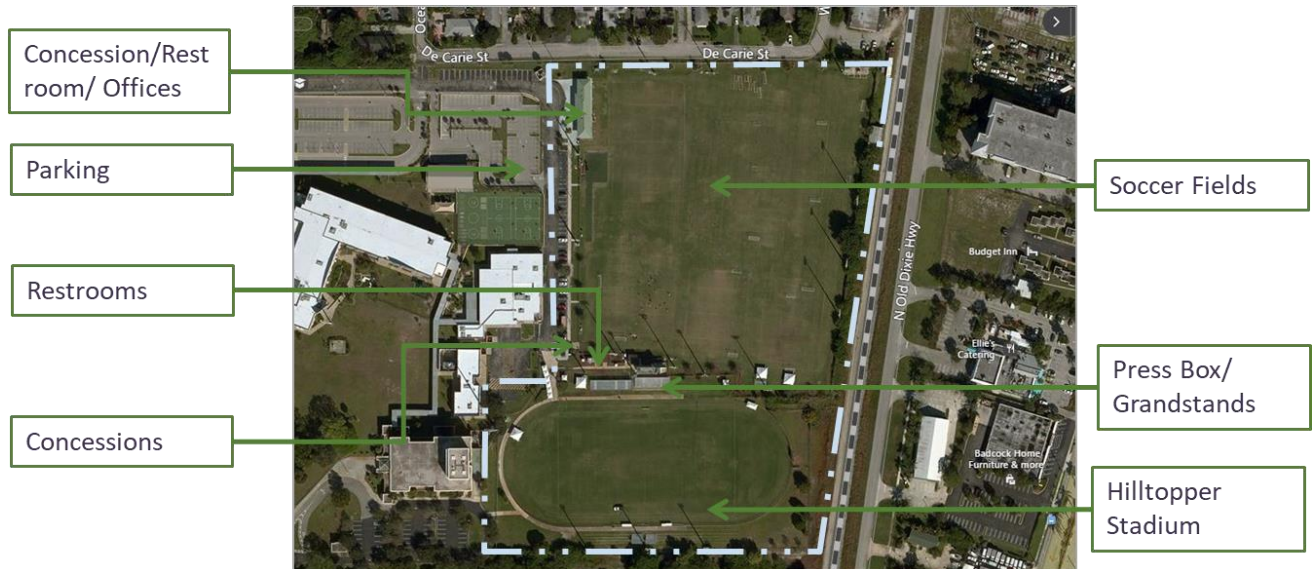 Concession/Rest
room/ Offices
Parking
Restrooms
Concessions
Ocea
De Carie St
De Carie St
N Old Dixie Hwy
Budget Inn
Ellie's
Catering
Badcock Home
Furniture & more
Soccer Fields
Press Box/
Grandstands
Hilltopper
Stadium